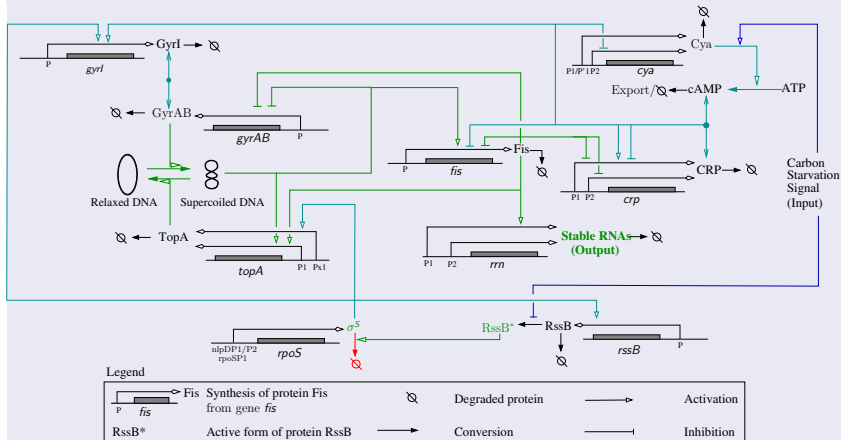 GyrI
P
gyrI
Cya
P1/P'1
P2
cya
Export/
cAMP
ATP
GyrAB
gyrAB
P
Fis
P
fis
CRP
P1
P2
crp
Carbon
Starvation
Signal
(Input)
Relaxed DNA
Supercoiled DNA
TopA
P1
Px1
topA
P1
P2
rrn
Stable RNAs
(Output)
σS
nlpDP1/P2
rpoSP1
rpoS
RssB*
RssB
rssB
P
Legend
P
fis
Fis
Synthesis of protein Fis
from gene fis
Degraded protein
Activation
RssB*
Active form of protein RssB
Conversion
Inhibition